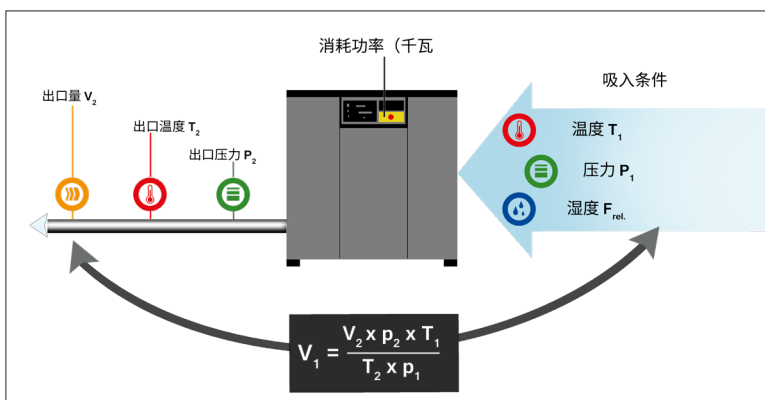 消耗功率（千瓦
吸入条件
出口量 V₂
出口温度 T₂
出口压力 P₂
温度 T₁
压力 P₁
湿度 Frel.
V₁ = V₂ x p₂ x T₁
T₂ x p₁